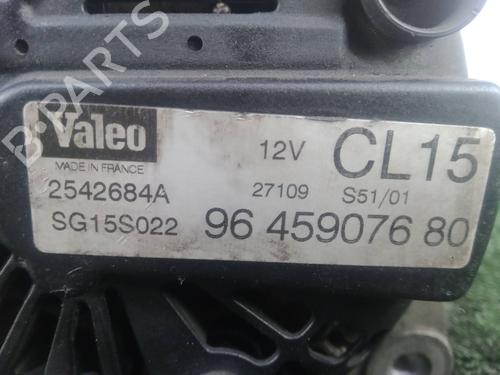 B-PARTS
Valeo
MADE IN FRANCE
12V
CL15
2542684A
27109
S51/01
SG15S022
96 459076 80